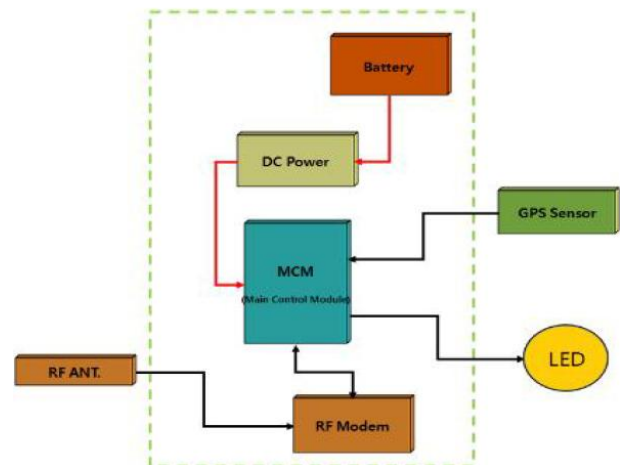 Battery
DC Power
GPS Sensor
MCM
(Main Control Module)
LED
RF ANT.
RF Modem